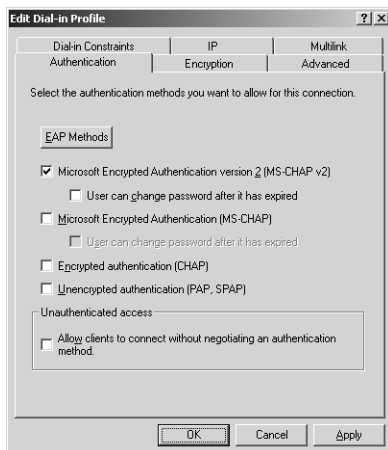 Edit Dial-in Profile
Dial-in Constraints IP Multilink
Authentication Encryption Advanced
Select the authentication methods you want to allow for this connection.
EAP Methods
Microsoft Encrypted Authentication version 2 (MS-CHAP v2)
User can change password after it has expired
Microsoft Encrypted Authentication (MS-CHAP)
User can change password after it has expired
Encrypted authentication (CHAP)
Unencrypted authentication (PAP, SPAP)
Unauthenticated access
Allow clients to connect without negotiating an authentication
method.
OK Cancel Apply